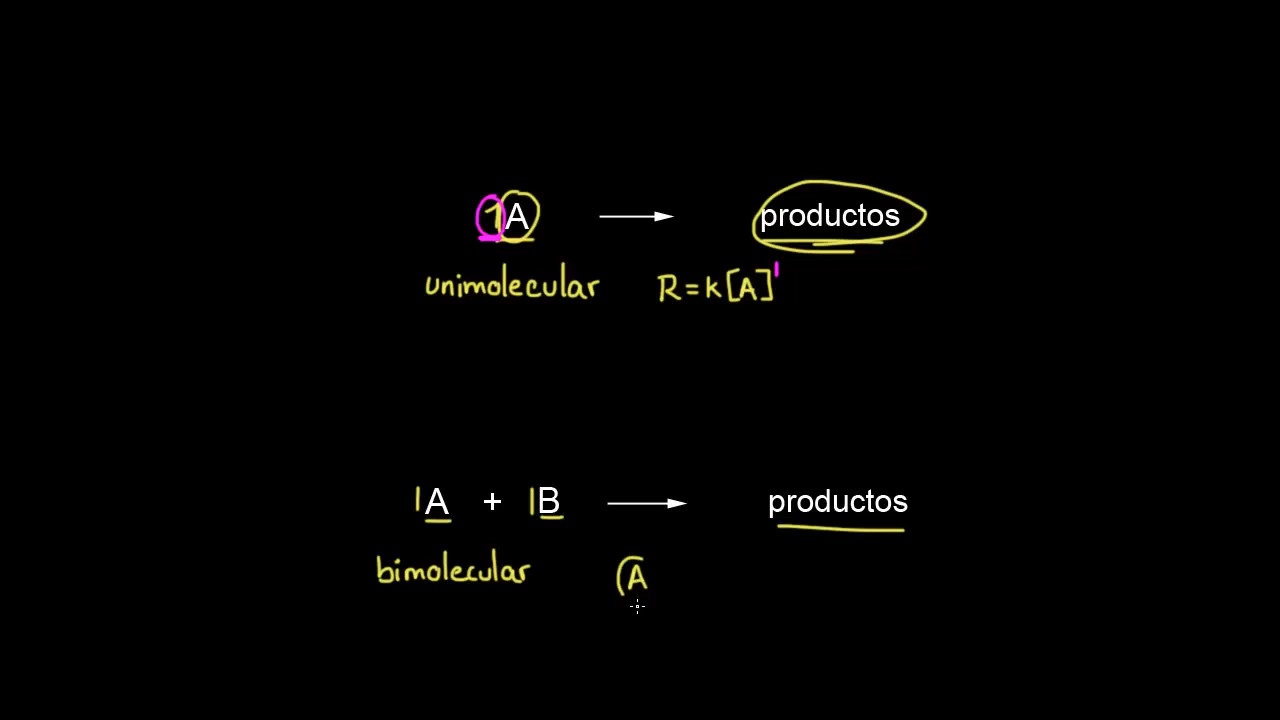 1A → productos
unimolecular R = k[A]¹
1A + 1B → productos
bimolecular (A